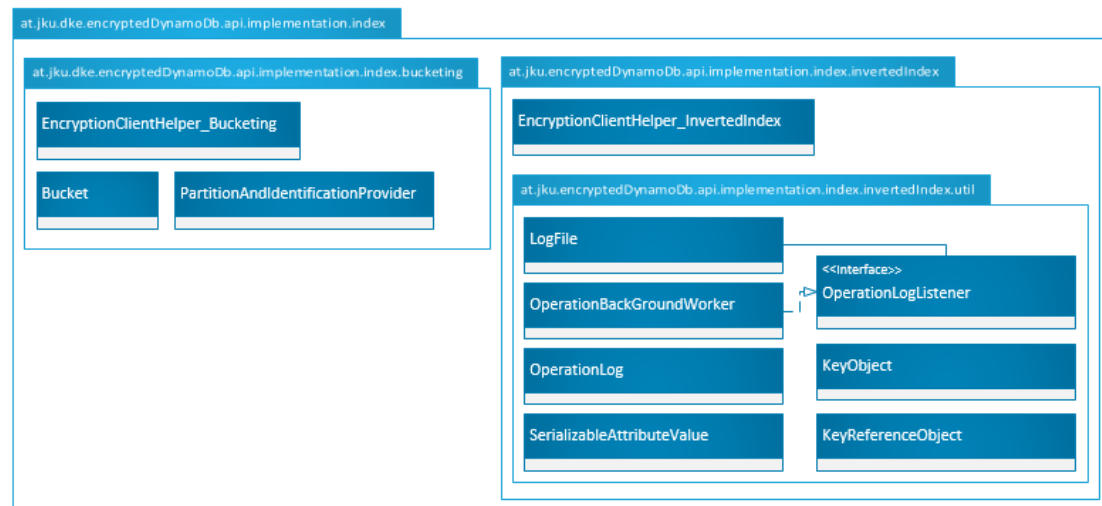 at.jku.dke.encryptedDynamoDb.api.implementation.index
at.jku.dke.encryptedDynamoDb.api.implementation.index.bucketing
EncryptionClientHelper_Bucketing
Bucket
PartitionAndIdentificationProvider
at.jku.encryptedDynamoDb.api.implementation.index.invertedIndex
EncryptionClientHelper_InvertedIndex
at.jku.encryptedDynamoDb.api.implementation.index.invertedIndex.util
LogFile
<<Interface>>
OperationLogListener
OperationBackGroundWorker
OperationLog
KeyObject
SerializableAttributeValue
KeyReferenceObject